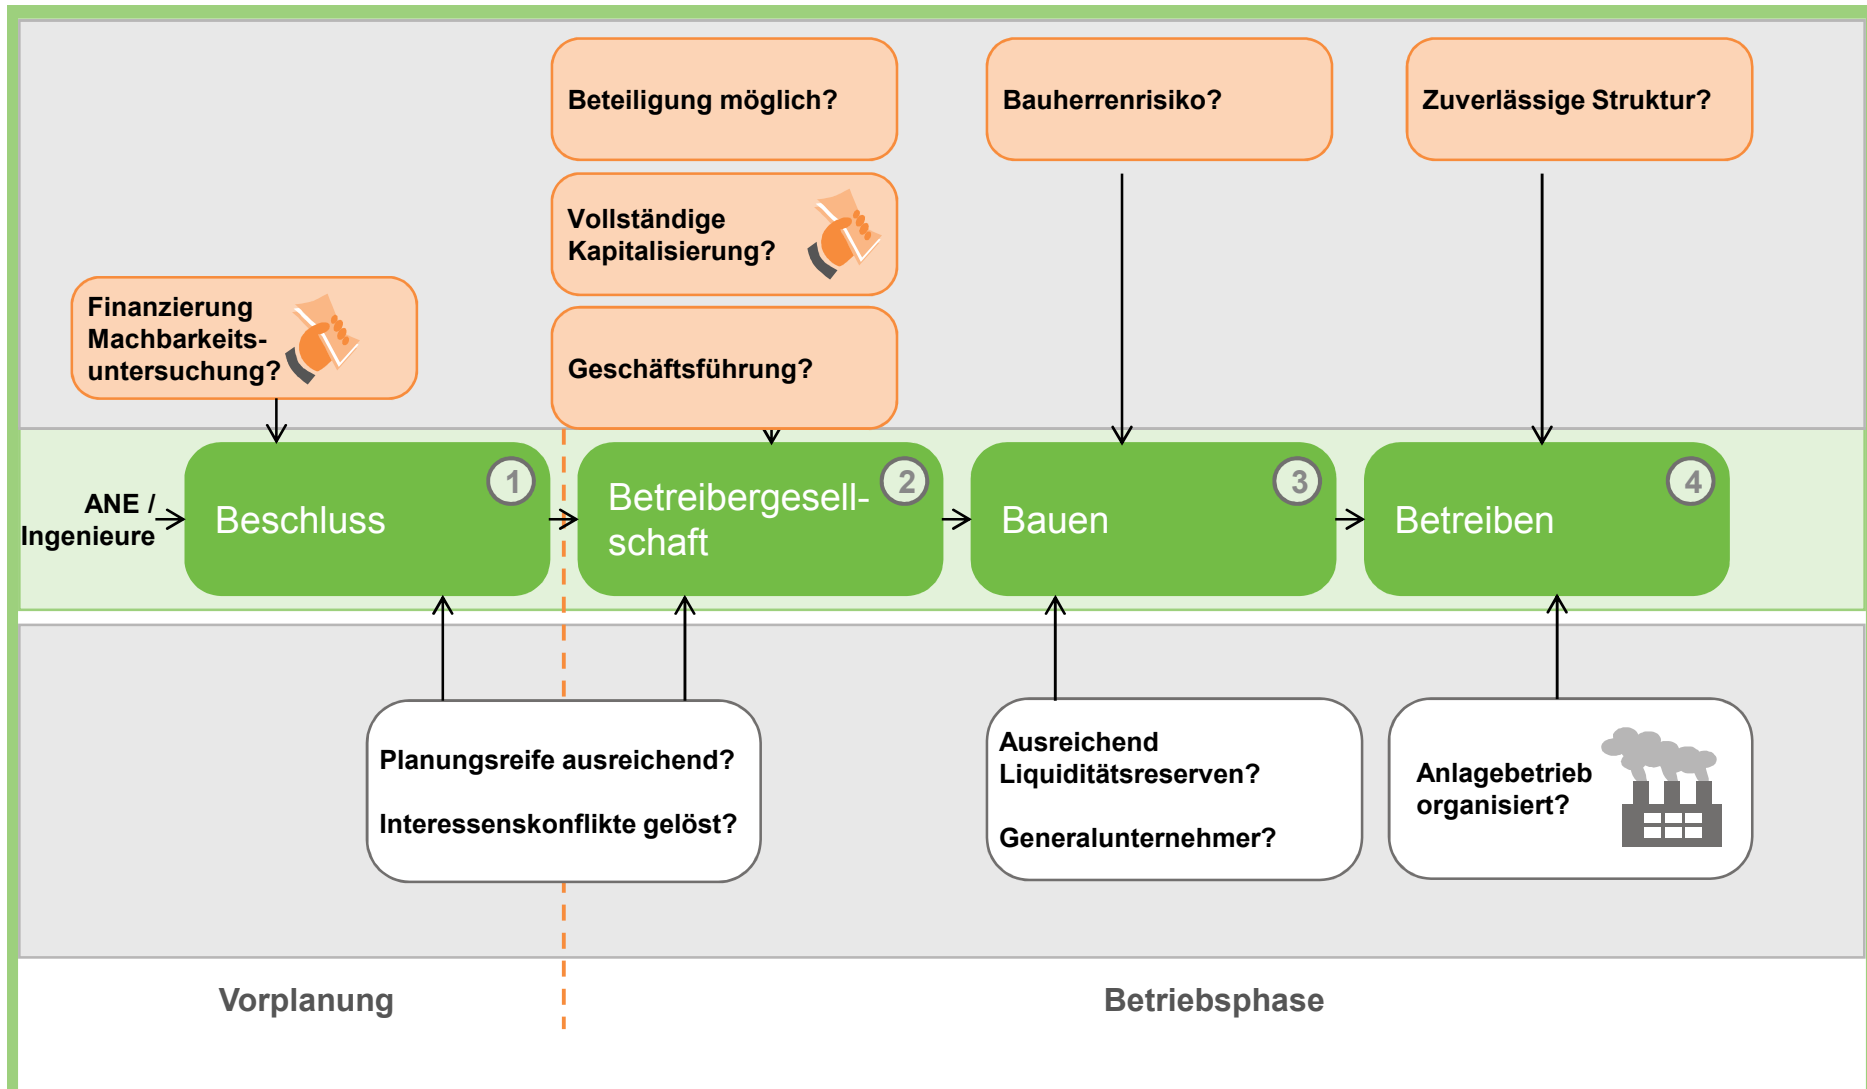 Beteiligung möglich?
Bauherrenrisiko?
Zuverlässige Struktur?
Vollständige
Kapitalisierung?
Finanzierung
Machbarkeits-
untersuchung?
Geschäftsführung?
ANE /
Ingenieure
Beschluss
1
Betreibergesell-
schaft
2
Bauen
3
Betreiben
4
Planungsreife ausreichend?
Interessenskonflikte gelöst?
Ausreichend
Liquiditätsreserven?
Generalunternehmer?
Anlagebetrieb
organisiert?
Vorplanung
Betriebsphase